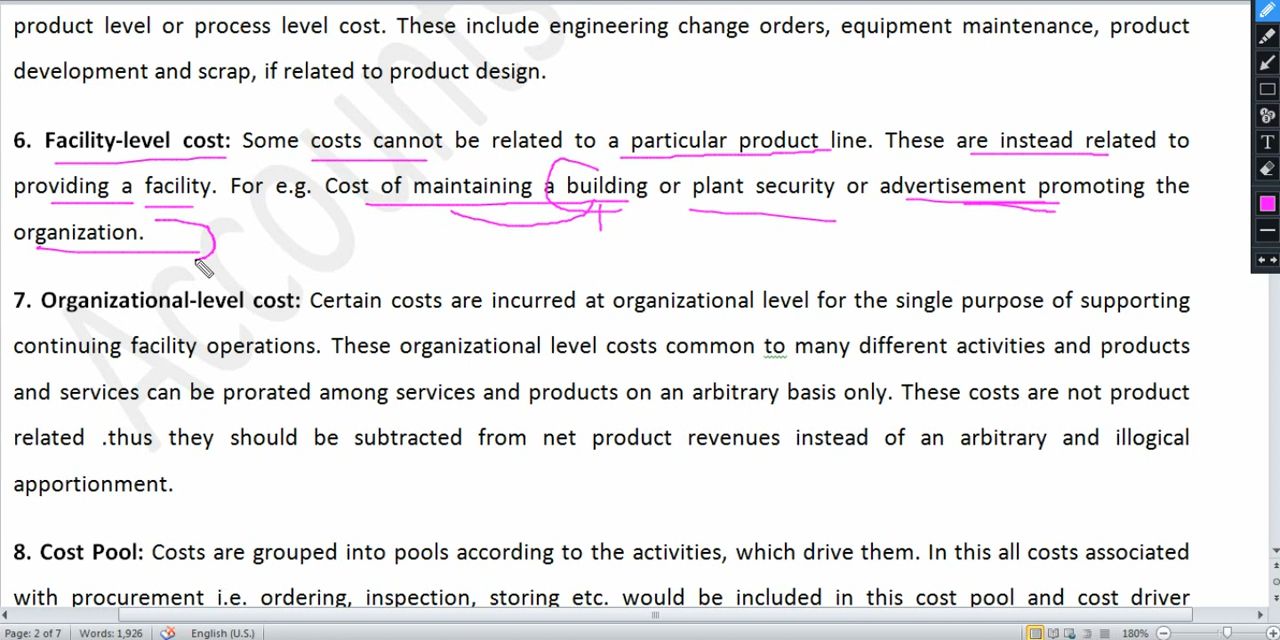 product level or process level cost. These include engineering change orders, equipment maintenance, product
development and scrap, if related to product design.
6. Facility-level cost: Some costs cannot be related to a particular product line. These are instead related to
providing a facility. For e.g. Cost of maintaining a building or plant security or advertisement promoting the
organization.
7. Organizational-level cost: Certain costs are incurred at organizational level for the single purpose of supporting
continuing facility operations. These organizational level costs common to many different activities and products
and services can be prorated among services and products on an arbitrary basis only. These costs are not product
related .thus they should be subtracted from net product revenues instead of an arbitrary and illogical
apportionment.
8. Cost Pool: Costs are grouped into pools according to the activities, which drive them. In this all costs associated
with procurement i.e. ordering, inspection, storing etc. would be included in this cost pool and cost driver
Accounts
T
Page: 2 of 7 Words: 1,926 English (U.S.) 180%